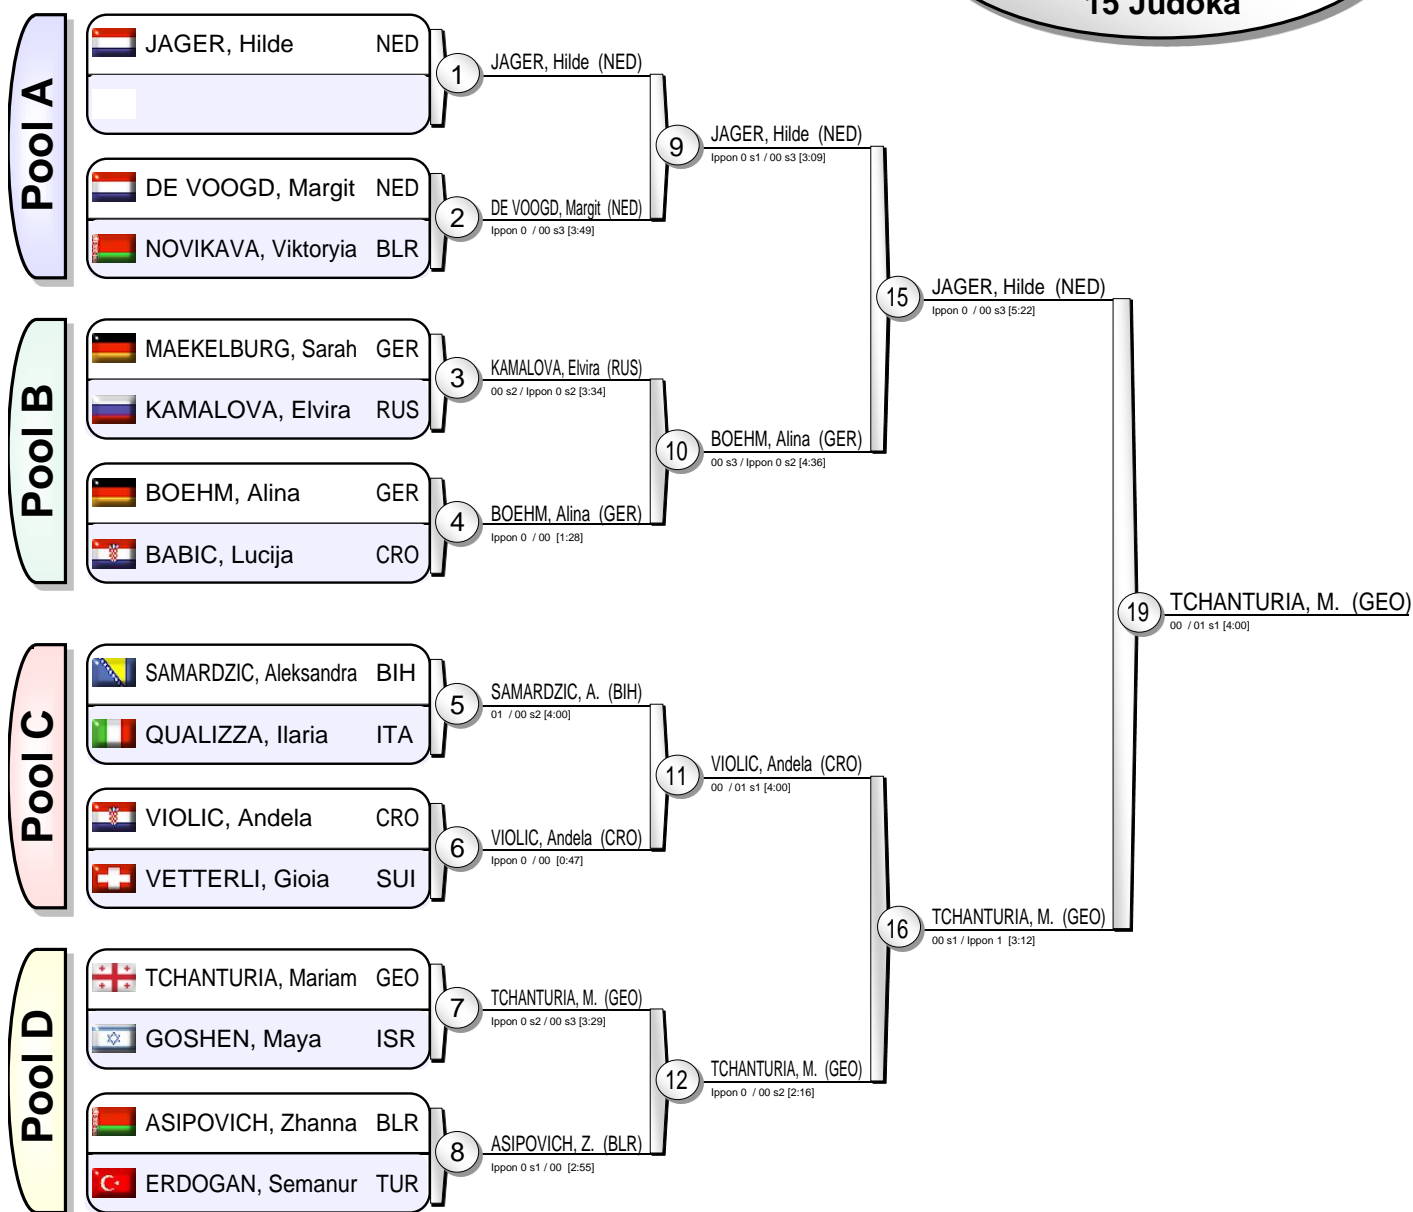 15 Judoka
Pool A
JAGER, Hilde NED
DE VOOGD, Margit NED
NOVIKAVA, Viktoryia BLR
1
JAGER, Hilde (NED)
2
DE VOOGD, Margit (NED)
Ippon 0 / 00 s3 [3:49]
9
JAGER, Hilde (NED)
Ippon 0 s1 / 00 s3 [3:09]
Pool B
MAEKELBURG, Sarah GER
KAMALOVA, Elvira RUS
BOEHM, Alina GER
BABIC, Lucija CRO
3
KAMALOVA, Elvira (RUS)
00 s2 / Ippon 0 s2 [3:34]
4
BOEHM, Alina (GER)
Ippon 0 / 00 [1:28]
10
BOEHM, Alina (GER)
00 s3 / Ippon 0 s2 [4:36]
15
JAGER, Hilde (NED)
Ippon 0 / 00 s3 [5:22]
Pool C
SAMARDZIC, Aleksandra BIH
QUALIZZA, Ilaria ITA
VIOLIC, Andela CRO
VETTERLI, Gioia SUI
5
SAMARDZIC, A. (BIH)
01 / 00 s2 [4:00]
6
VIOLIC, Andela (CRO)
Ippon 0 / 00 [0:47]
11
VIOLIC, Andela (CRO)
00 / 01 s1 [4:00]
Pool D
TCHANTURIA, Mariam GEO
GOSHEN, Maya ISR
ASIPOVICH, Zhanna BLR
ERDOGAN, Semanur TUR
7
TCHANTURIA, M. (GEO)
Ippon 0 s2 / 00 s3 [3:29]
8
ASIPOVICH, Z. (BLR)
Ippon 0 s1 / 00 [2:55]
12
TCHANTURIA, M. (GEO)
Ippon 0 / 00 s2 [2:16]
16
TCHANTURIA, M. (GEO)
00 s1 / Ippon 1 [3:12]
19
TCHANTURIA, M. (GEO)
00 / 01 s1 [4:00]